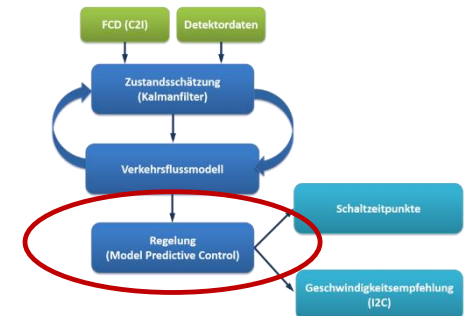 FCD (C2I)
Detektordaten
Zustandsschätzung
(Kalmanfilter)
Verkehrsflussmodell
Regelung
(Model Predictive Control)
Schaltzeitpunkte
Geschwindigkeitsempfehlung
(I2C)